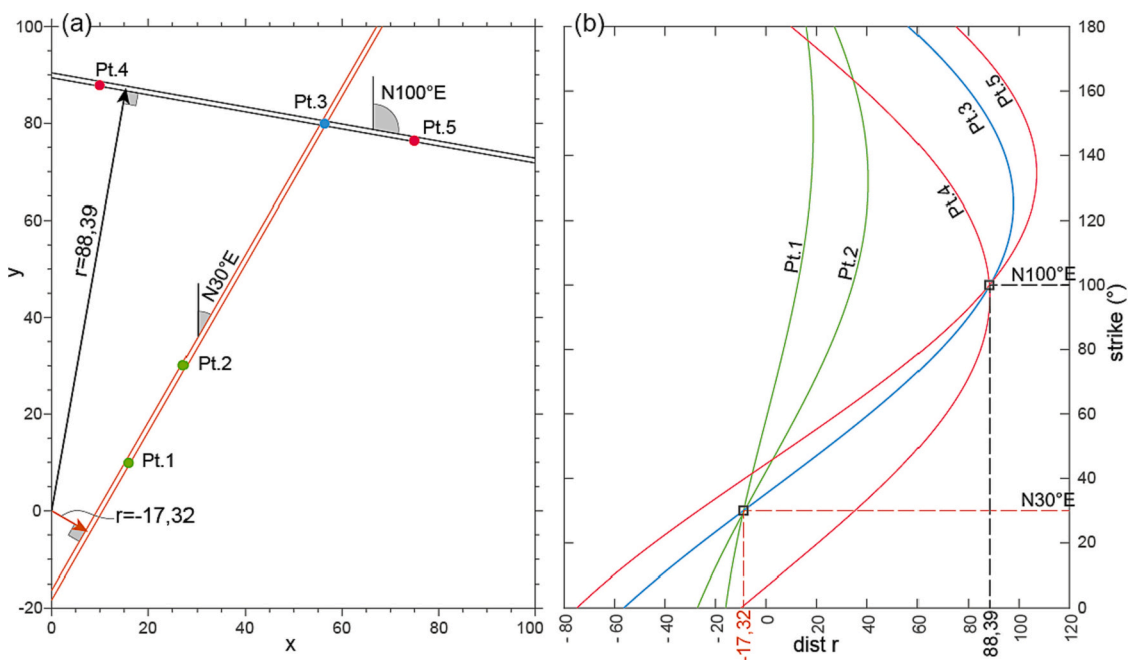 (a)
100
80
60
40
20
0
-20
y
0
20
40
60
80
100
x
Pt.4
Pt.3
N100°E
Pt.5
r=88,39
N30°E
Pt.2
Pt.1
r=-17,32
(b)
180
160
140
120
100
80
60
40
20
0
strike (°)
Pt.5
Pt.3
Pt.4
Pt.1
Pt.2
N100°E
N30°E
-80
-60
-40
-20
0
20
40
60
80
100
120
-17,32
dist r
88,39